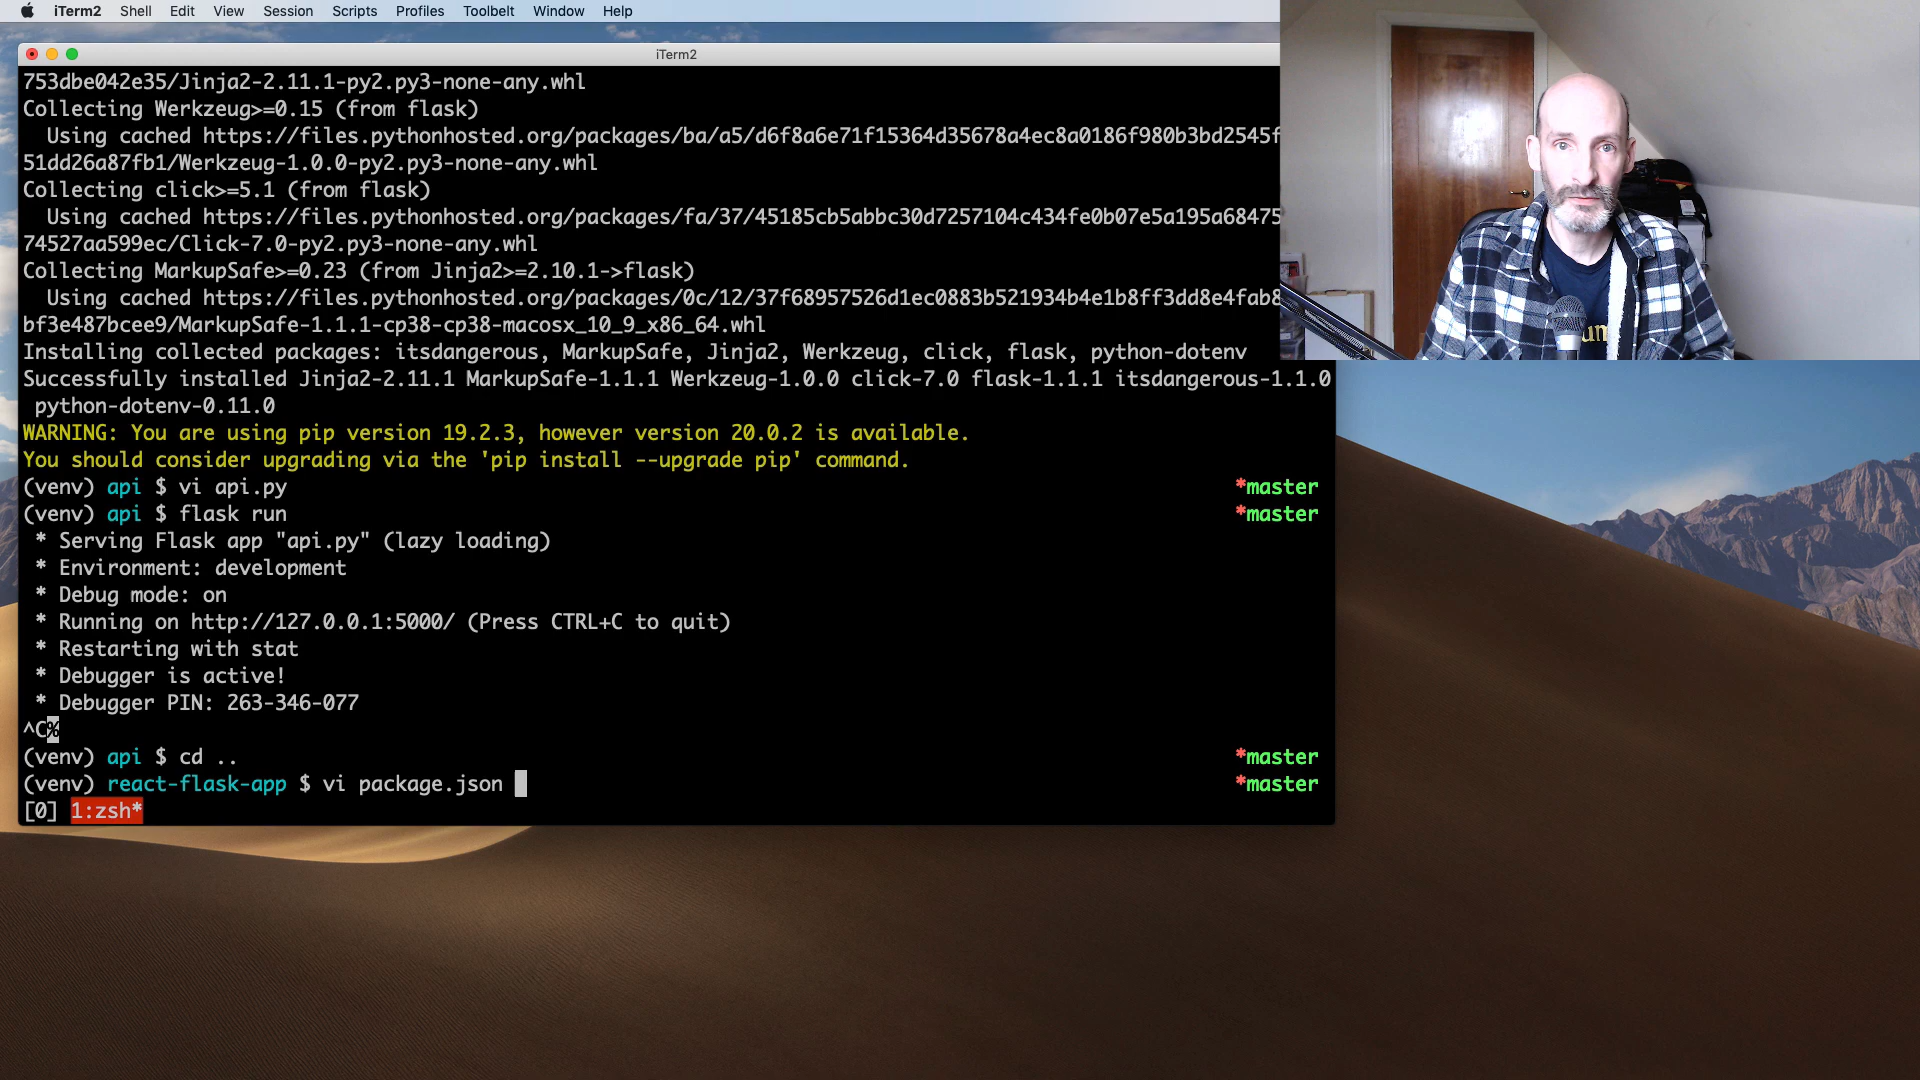 iTerm2 Shell Edit View Session Scripts Profiles Toolbelt Window Help
iTerm2
753dbe042e35/Jinja2-2.11.1-py2.py3-none-any.whl
Collecting Werkzeug>=0.15 (from flask)
Using cached https://files.pythonhosted.org/packages/ba/a5/d6f8a6e71f15364d35678a4ec8a0186f980b3bd2545f
51dd26a87fb1/Werkzeug-1.0.0-py2.py3-none-any.whl
Collecting click>=5.1 (from flask)
Using cached https://files.pythonhosted.org/packages/fa/37/45185cb5abbc30d7257104c434fe0b07e5a195a68475
74527aa599ec/Click-7.0-py2.py3-none-any.whl
Collecting MarkupSafe>=0.23 (from Jinja2>=2.10.1->flask)
Using cached https://files.pythonhosted.org/packages/0c/12/37f68957526d1ec0883b521934b4e1b8ff3dd8e4fab8
bf3e487bcee9/MarkupSafe-1.1.1-cp38-cp38-macosx_10_9_x86_64.whl
Installing collected packages: itsdangerous, MarkupSafe, Jinja2, Werkzeug, click, flask, python-dotenv
Successfully installed Jinja2-2.11.1 MarkupSafe-1.1.1 Werkzeug-1.0.0 click-7.0 flask-1.1.1 itsdangerous-1.1.0
python-dotenv-0.11.0
WARNING: You are using pip version 19.2.3, however version 20.0.2 is available.
You should consider upgrading via the 'pip install --upgrade pip' command.
(venv) api $ vi api.py *master
(venv) api $ flask run *master
* Serving Flask app "api.py" (lazy loading)
* Environment: development
* Debug mode: on
* Running on http://127.0.0.1:5000/ (Press CTRL+C to quit)
* Restarting with stat
* Debugger is active!
* Debugger PIN: 263-346-077
^C%
(venv) api $ cd .. *master
(venv) react-flask-app $ vi package.json *master
[0] 1:zsh*